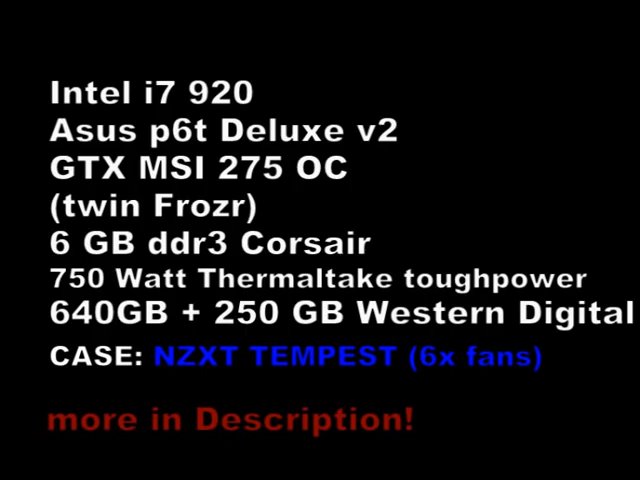 Intel i7 920
Asus p6t Deluxe v2
GTX MSI 275 OC
(twin Frozr)
6 GB ddr3 Corsair
750 Watt Thermaltake toughpower
640GB + 250 GB Western Digital
CASE: NZXT TEMPEST (6x fans)
more in Description!